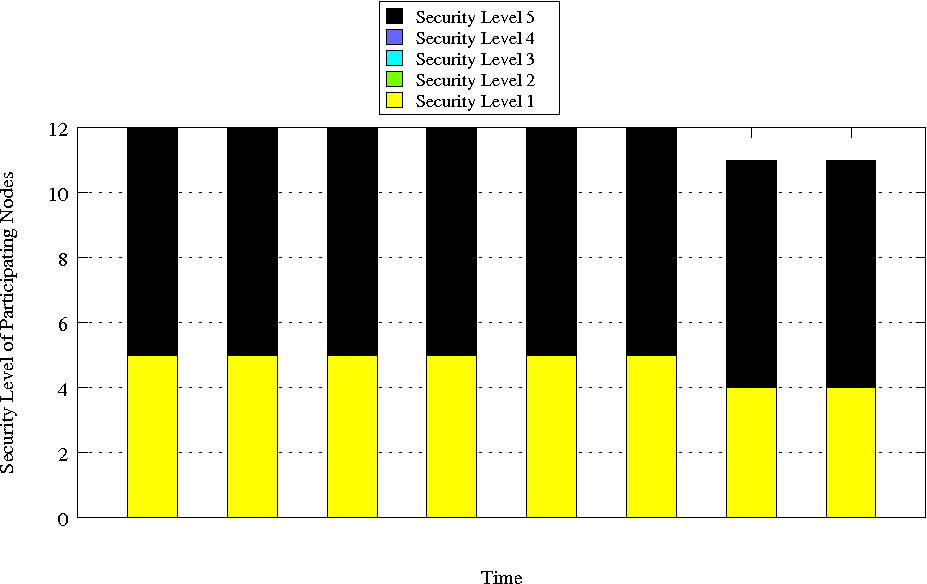 Security Level 5
Security Level 4
Security Level 3
Security Level 2
Security Level 1
12
10
8
6
4
2
0
Security Level of Participating Nodes
Time